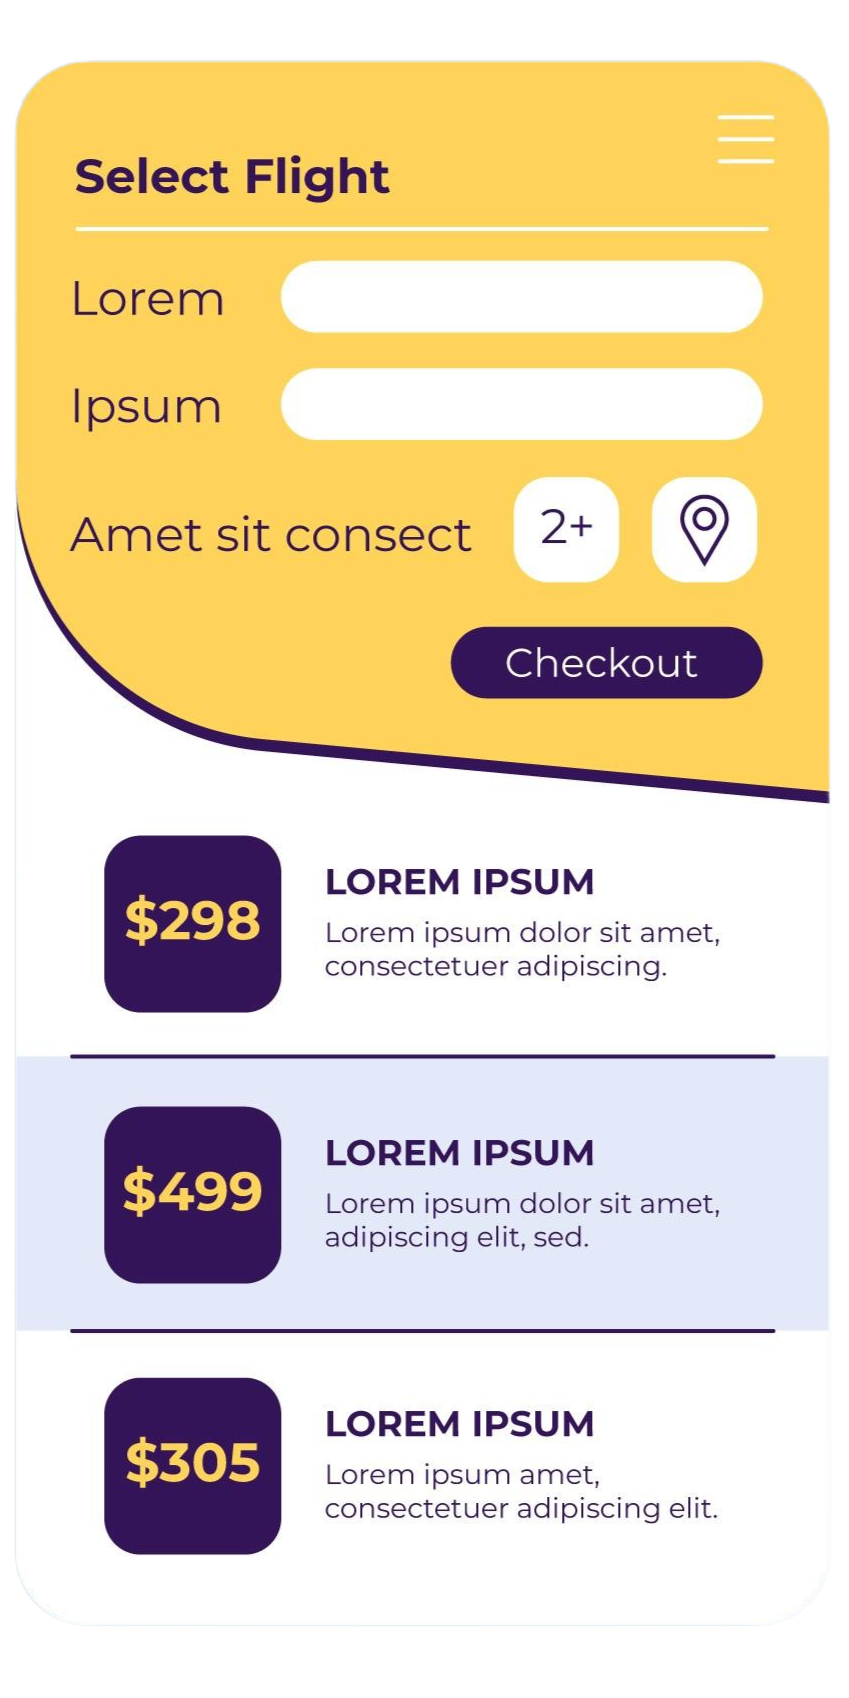 Select Flight
Lorem
Ipsum
Amet sit consect
2+
Checkout
$298
LOREM IPSUM
Lorem ipsum dolor sit amet,
consectetuer adipiscing.
$499
LOREM IPSUM
Lorem ipsum dolor sit amet,
adipiscing elit, sed.
$305
LOREM IPSUM
Lorem ipsum amet,
consectetuer adipiscing elit.